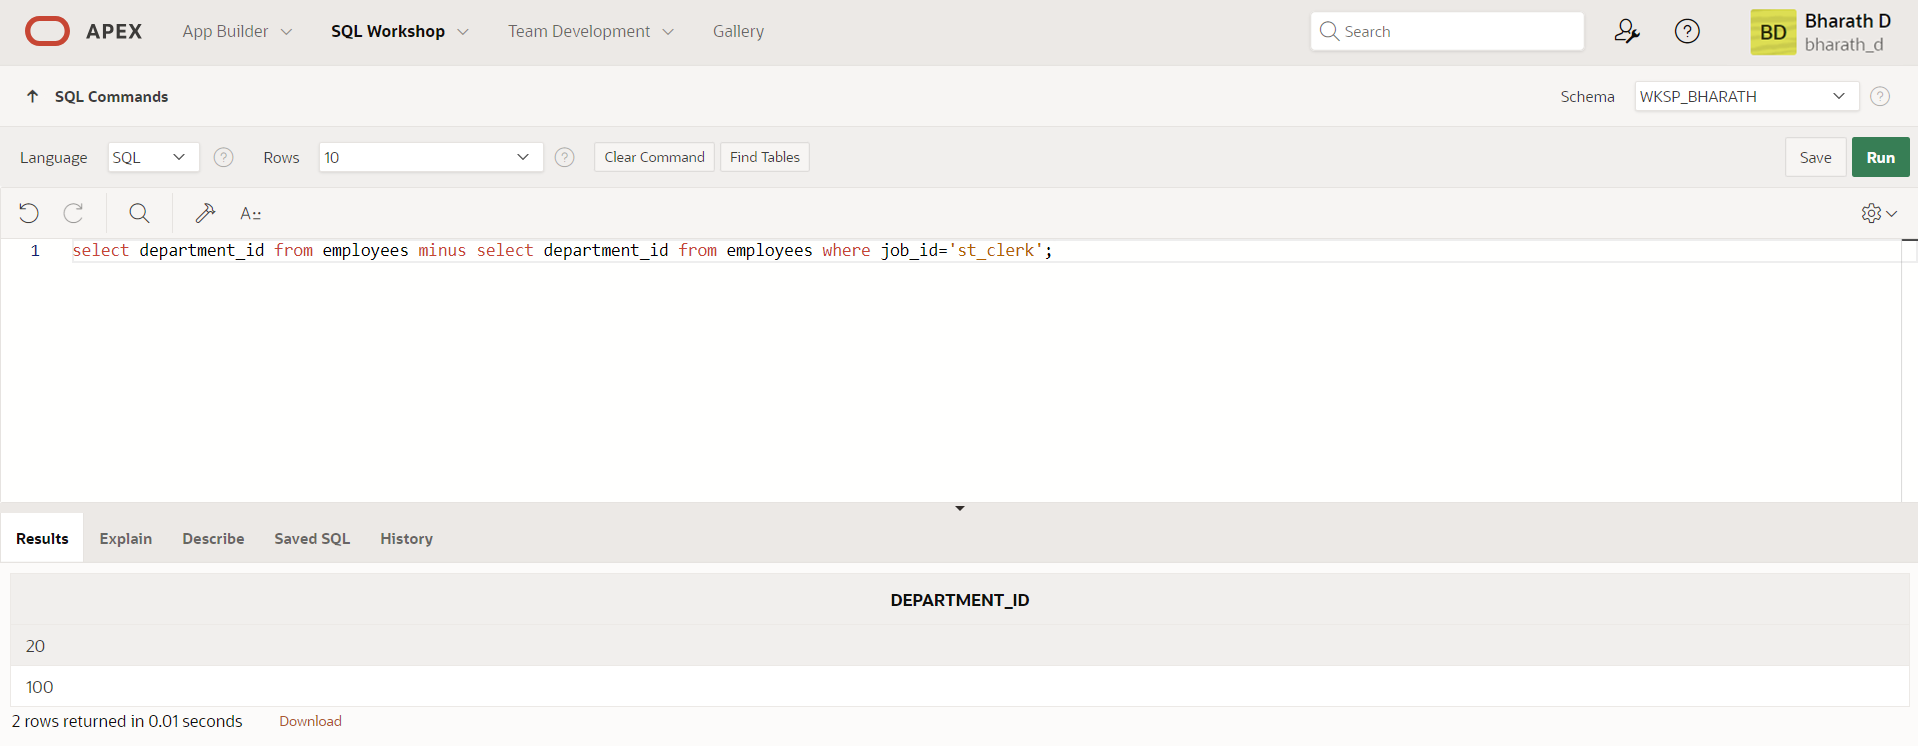 APEX App Builder SQL Workshop Team Development Gallery Search BD Bharath D
bharath_d
SQL Commands Schema WKSP_BHARATH ?
Language SQL ? Rows 10 ? Clear Command Find Tables Save Run
A::
1 select department_id from employees minus select department_id from employees where job_id='st_clerk';
Results Explain Describe Saved SQL History
DEPARTMENT_ID
20
100
2 rows returned in 0.01 seconds Download